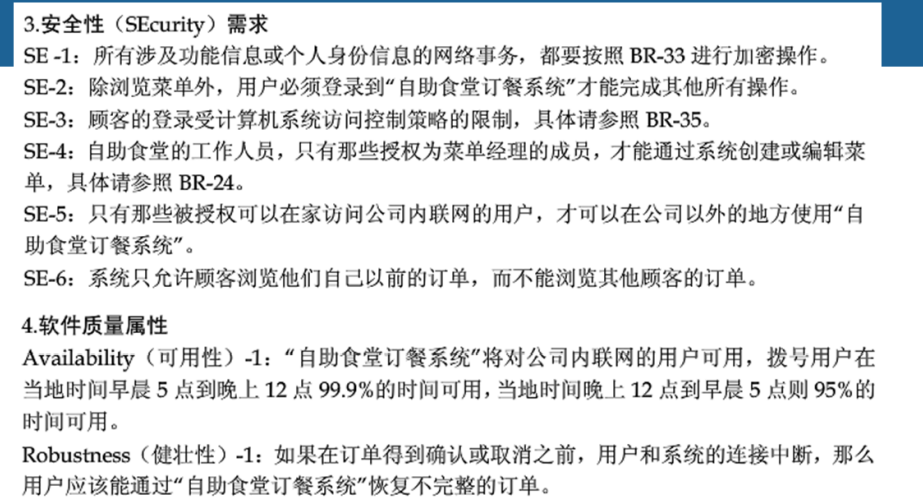 3.安全性（SEcurity）需求
SE -1：所有涉及功能信息或个人身份信息的网络事务，都要按照 BR-33 进行加密操作。
SE-2：除浏览菜单外，用户必须登录到“自助食堂订餐系统”才能完成其他所有操作。
SE-3：顾客的登录受计算机系统访问控制策略的限制，具体请参照 BR-35。
SE-4：自助食堂的工作人员，只有那些授权为菜单经理的成员，才能通过系统创建或编辑菜
单，具体请参照 BR-24。
SE-5：只有那些被授权可以在家访问公司内联网的用户，才可以在公司以外的地方使用“自
助食堂订餐系统”。
SE-6：系统只允许顾客浏览他们自己以前的订单，而不能浏览其他顾客的订单。
4.软件质量属性
Availability（可用性）-1：“自助食堂订餐系统”将对公司内联网的用户可用，拨号用户在
当地时间早晨 5 点到晚上 12 点 99.9%的时间可用，当地时间晚上 12 点到早晨 5 点则 95%的
时间可用。
Robustness（健壮性）-1：如果在订单得到确认或取消之前，用户和系统的连接中断，那么
用户应该能通过“自助食堂订餐系统”恢复不完整的订单。